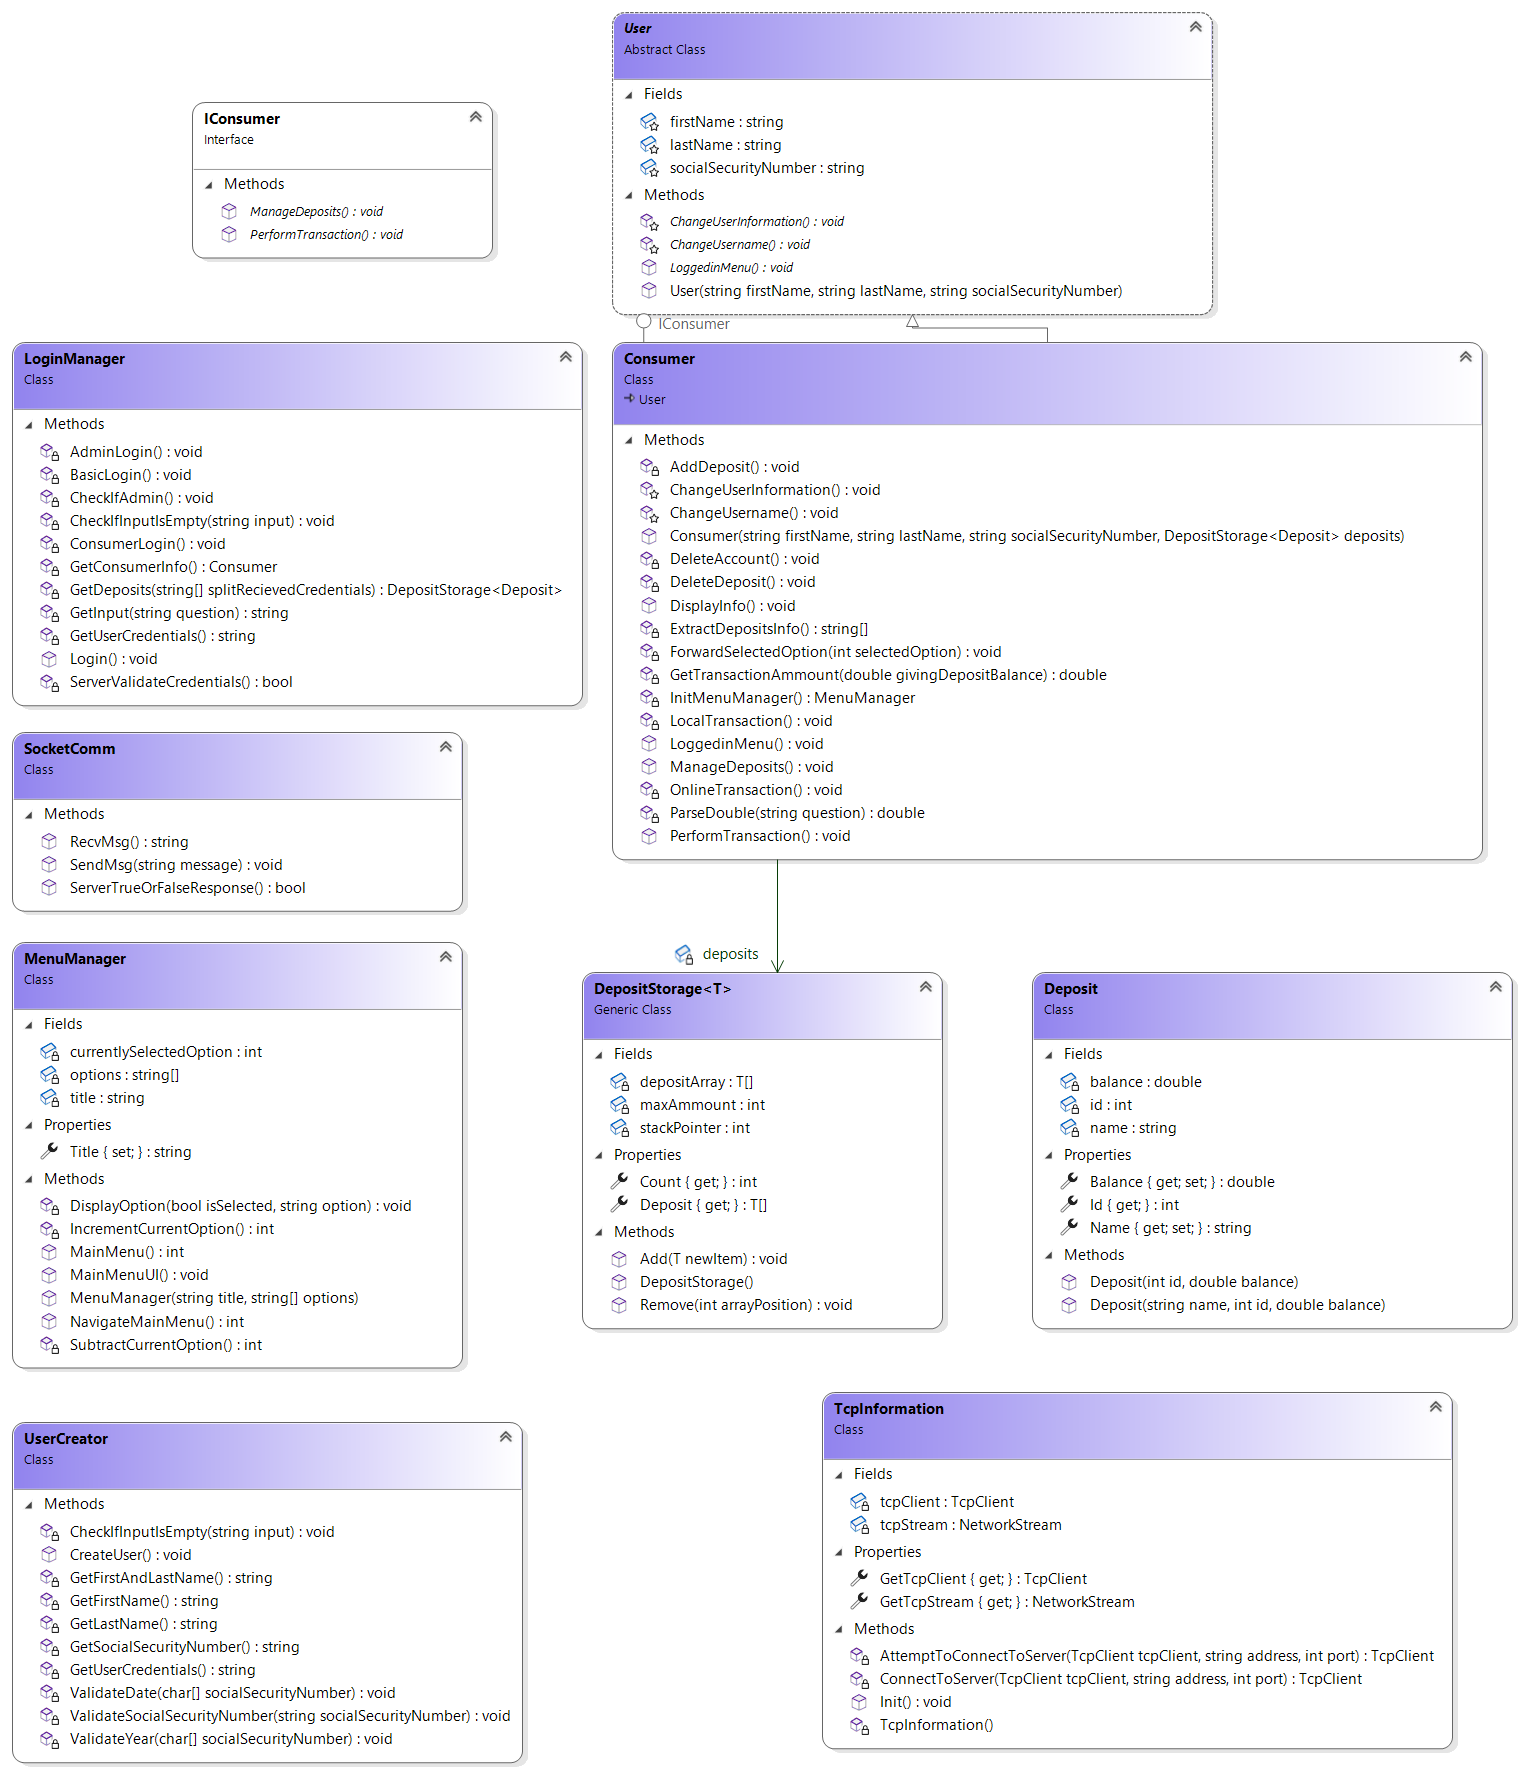 User
Abstract Class
Fields
firstName : string
lastName : string
socialSecurityNumber : string
Methods
ChangeUserInformation() : void
ChangeUsername() : void
LoggedinMenu() : void
User(string firstName, string lastName, string socialSecurityNumber)
IConsumer
Interface
Methods
ManageDeposits() : void
PerformTransaction() : void
IConsumer
LoginManager
Class
Methods
AdminLogin() : void
BasicLogin() : void
CheckIfAdmin() : void
CheckIfInputIsEmpty(string input) : void
ConsumerLogin() : void
GetConsumerInfo() : Consumer
GetDeposits(string[] splitRecievedCredentials) : DepositStorage<Deposit>
GetInput(string question) : string
GetUserCredentials() : string
Login() : void
ServerValidateCredentials() : bool
Consumer
Class
User
Methods
AddDeposit() : void
ChangeUserInformation() : void
ChangeUsername() : void
Consumer(string firstName, string lastName, string socialSecurityNumber, DepositStorage<Deposit> deposits)
DeleteAccount() : void
DeleteDeposit() : void
DisplayInfo() : void
ExtractDepositsInfo() : string[]
ForwardSelectedOption(int selectedOption) : void
GetTransactionAmmount(double givingDepositBalance) : double
InitMenuManager() : MenuManager
LocalTransaction() : void
LoggedinMenu() : void
ManageDeposits() : void
OnlineTransaction() : void
ParseDouble(string question) : double
PerformTransaction() : void
SocketComm
Class
Methods
RecvMsg() : string
SendMsg(string message) : void
ServerTrueOrFalseResponse() : bool
deposits
MenuManager
Class
Fields
currentlySelectedOption : int
options : string[]
title : string
Properties
Title { set; } : string
Methods
DisplayOption(bool isSelected, string option) : void
IncrementCurrentOption() : int
MainMenu() : int
MainMenuUI() : void
MenuManager(string title, string[] options)
NavigateMainMenu() : int
SubtractCurrentOption() : int
DepositStorage<T>
Generic Class
Fields
depositArray : T[]
maxAmmount : int
stackPointer : int
Properties
Count { get; } : int
Deposit { get; } : T[]
Methods
Add(T newItem) : void
DepositStorage()
Remove(int arrayPosition) : void
Deposit
Class
Fields
balance : double
id : int
name : string
Properties
Balance { get; set; } : double
Id { get; } : int
Name { get; set; } : string
Methods
Deposit(int id, double balance)
Deposit(string name, int id, double balance)
UserCreator
Class
Methods
CheckIfInputIsEmpty(string input) : void
CreateUser() : void
GetFirstAndLastName() : string
GetFirstName() : string
GetLastName() : string
GetSocialSecurityNumber() : string
GetUserCredentials() : string
ValidateDate(char[] socialSecurityNumber) : void
ValidateSocialSecurityNumber(string socialSecurityNumber) : void
ValidateYear(char[] socialSecurityNumber) : void
TcpInformation
Class
Fields
tcpClient : TcpClient
tcpStream : NetworkStream
Properties
GetTcpClient { get; } : TcpClient
GetTcpStream { get; } : NetworkStream
Methods
AttemptToConnectToServer(TcpClient tcpClient, string address, int port) : TcpClient
ConnectToServer(TcpClient tcpClient, string address, int port) : TcpClient
Init() : void
TcpInformation()